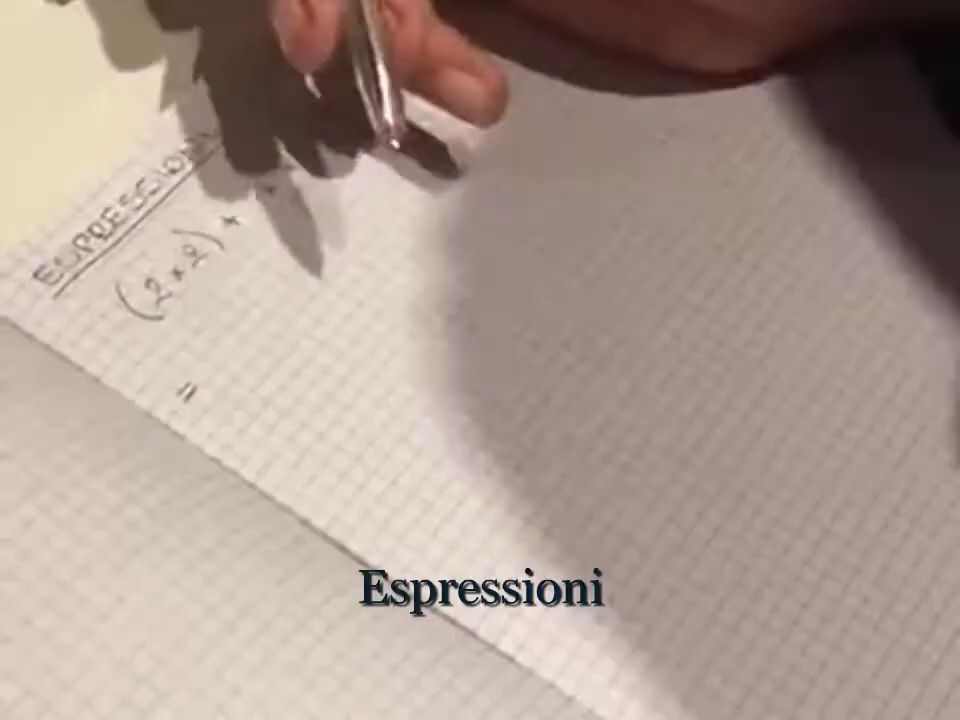 ESPRESSIONI
(2 × 2) +
=
Espressioni